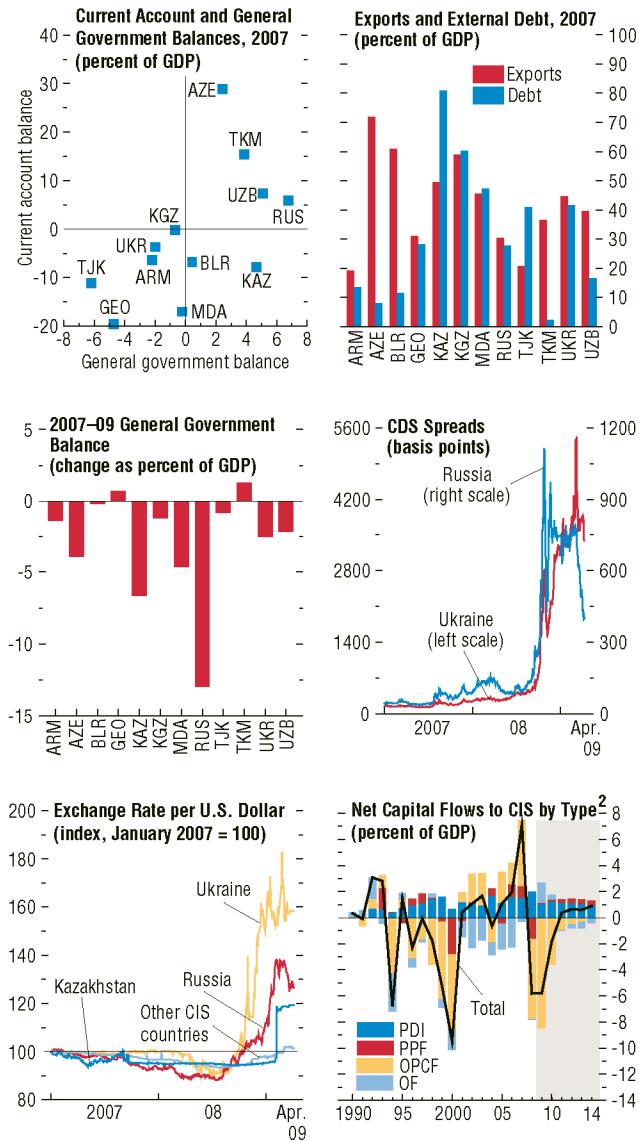 Current Account and General
Government Balances, 2007
(percent of GDP)
40
30
20
10
0
-10
-20
Current account balance
AZE
TKM
UZB
RUS
KGZ
UKR
ARM
BLR
KAZ
TJK
GEO
MDA
-8 -6 -4 -2 0 2 4 6 8
General government balance
Exports and External Debt, 2007
(percent of GDP)
Exports
Debt
100
90
80
70
60
50
40
30
20
10
0
ARM
AZE
BLR
GEO
KAZ
KGZ
MDA
RUS
TJK
TKM
UKR
UZB
2007–09 General Government
Balance
(change as percent of GDP)
5
0
-5
-10
-15
ARM
AZE
BLR
GEO
KAZ
KGZ
MDA
RUS
TJK
TKM
UKR
UZB
CDS Spreads
(basis points)
5600
4200
2800
1400
0
1200
900
600
300
0
Russia
(right scale)
Ukraine
(left scale)
2007 08 Apr.
09
Exchange Rate per U.S. Dollar
(index, January 2007 = 100)
200
180
160
140
120
100
80
Ukraine
Russia
Kazakhstan
Other CIS
countries
2007 08 Apr.
09
Net Capital Flows to CIS by Type2
(percent of GDP)
8
6
4
2
0
-2
-4
-6
-8
-10
-12
-14
Total
PDI
PPF
OPCF
OF
1990 95 2000 05 10 14